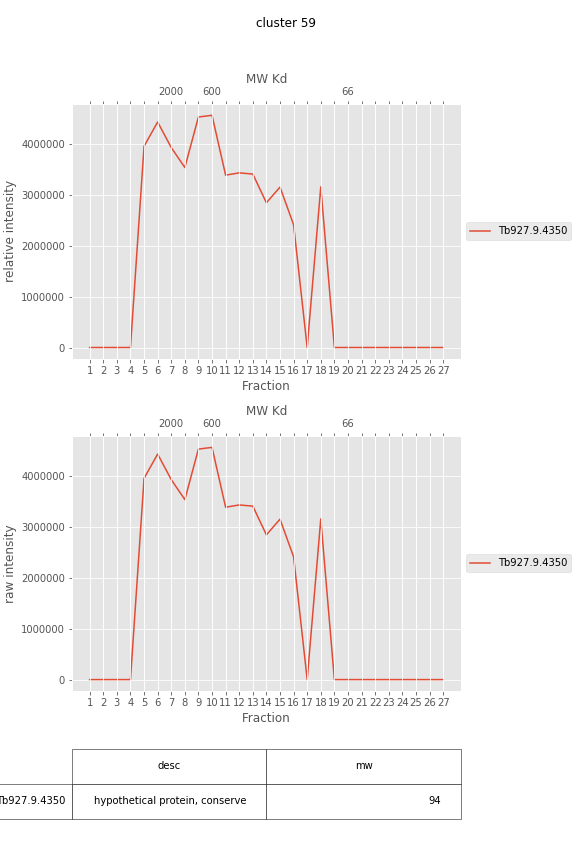 cluster 59
MW Kd
2000 600 66
4000000
3000000
2000000
1000000
0
relative intensity
Tb927.9.4350
1 2 3 4 5 6 7 8 9 10 11 12 13 14 15 16 17 18 19 20 21 22 23 24 25 26 27
Fraction
MW Kd
2000 600 66
4000000
3000000
2000000
1000000
0
raw intensity
Tb927.9.4350
1 2 3 4 5 6 7 8 9 10 11 12 13 14 15 16 17 18 19 20 21 22 23 24 25 26 27
Fraction
desc mw
Tb927.9.4350 hypothetical protein, conserve 94